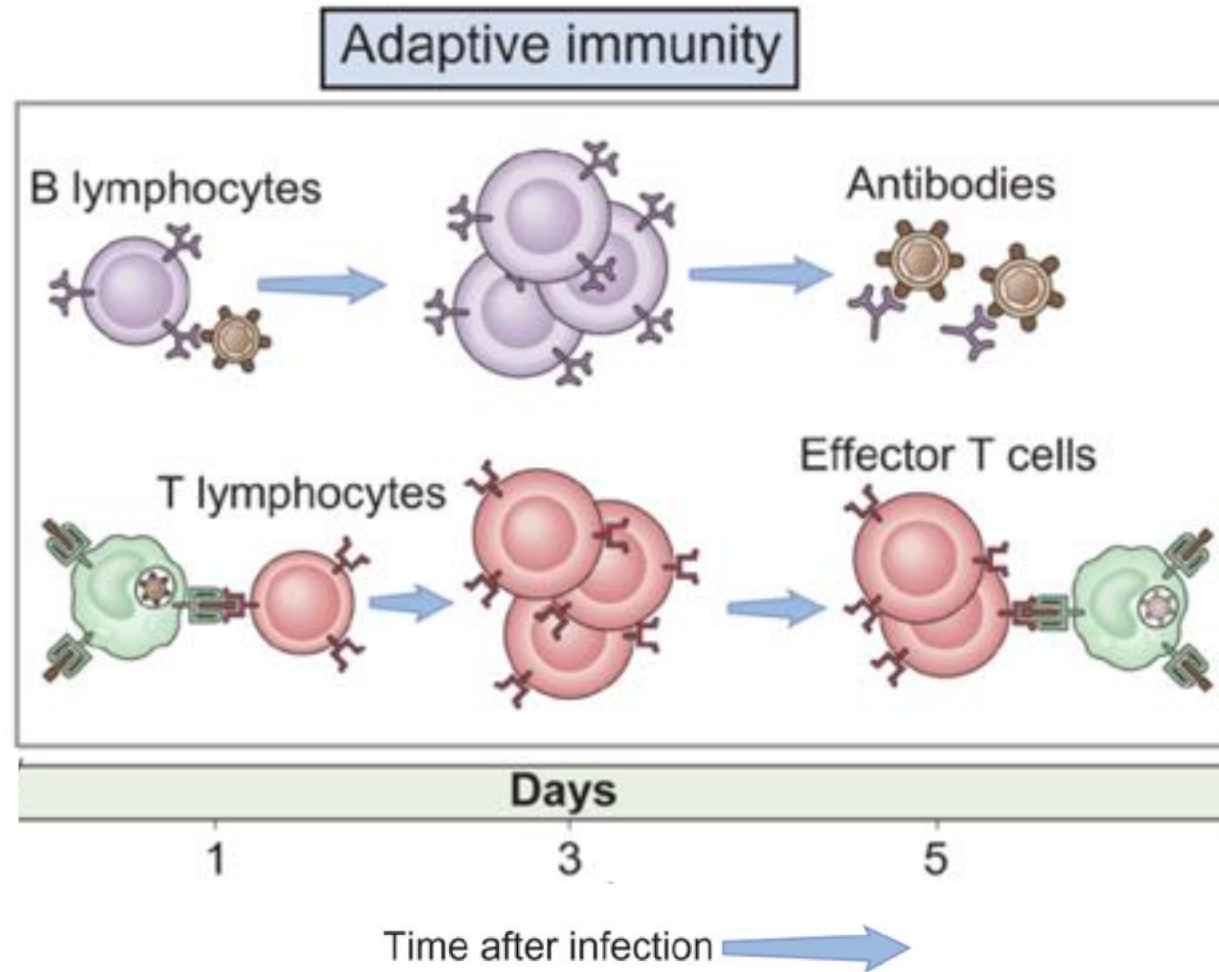 Adaptive immunity
B lymphocytes
Antibodies
T lymphocytes
Effector T cells
Days
1 3 5
Time after infection